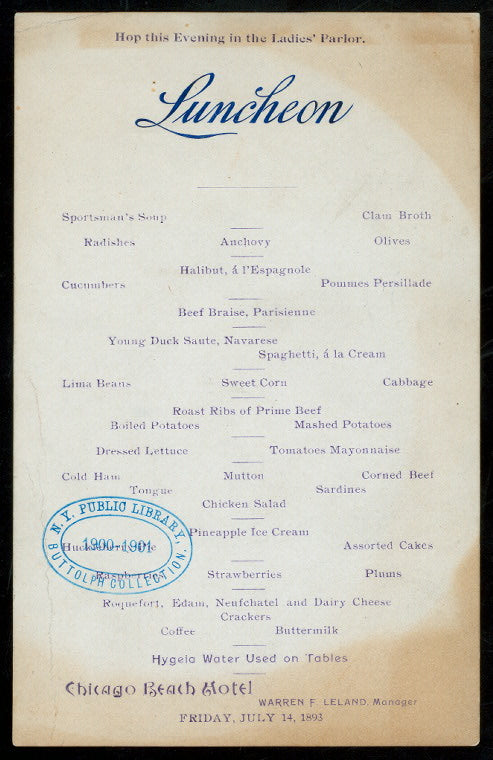 Hop this Evening in the Ladies' Parlor.
Luncheon
Sportsman's Soup Clam Broth
Radishes Anchovy Olives
Halibut, á l'Espagnole
Cucumbers Pommes Persillade
Beef Braise, Parisienne
Young Duck Saute, Navarese
Spaghetti, á la Cream
Lima Beans Sweet Corn Cabbage
Roast Ribs of Prime Beef
Boiled Potatoes Mashed Potatoes
Dressed Lettuce Tomatoes Mayonnaise
Cold Ham Mutton Corned Beef
Tongue Sardines
Chicken Salad
Pineapple Ice Cream
Assorted Cakes
Strawberries Plums
Roquefort, Edam, Neufchatel and Dairy Cheese
Crackers
Coffee Buttermilk
Hygeia Water Used on Tables
Chicago Beach Hotel
WARREN F. LELAND, Manager
FRIDAY, JULY 14, 1893
N.Y. PUBLIC LIBRARY.
1900-1901
BUTTOLPH COLLECTION.